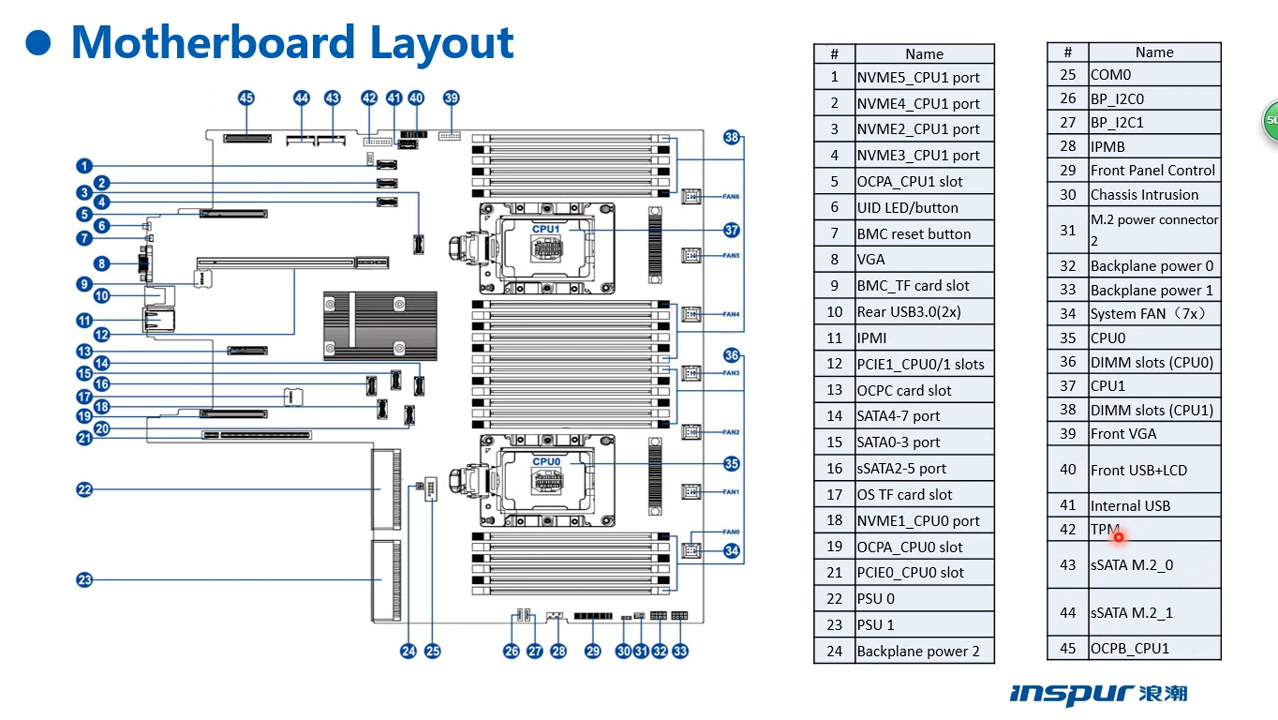 ● Motherboard Layout
45 44 43 42 41 40 39
1
2
3
4
5
6
7
8
9
10
11
12
13
14
15
16
17
18
19
20
21
22
23
24 25 26 27 28 29 30 31 32 33
38
FAN6
CPU1
37
FAN5
FAN4
36
FAN3
FAN2
CPU0
35
FAN1
FAN0
34
# Name
1 NVME5_CPU1 port
2 NVME4_CPU1 port
3 NVME2_CPU1 port
4 NVME3_CPU1 port
5 OCPA_CPU1 slot
6 UID LED/button
7 BMC reset button
8 VGA
9 BMC_TF card slot
10 Rear USB3.0(2x)
11 IPMI
12 PCIE1_CPU0/1 slots
13 OCPC card slot
14 SATA4-7 port
15 SATA0-3 port
16 sSATA2-5 port
17 OS TF card slot
18 NVME1_CPU0 port
19 OCPA_CPU0 slot
21 PCIE0_CPU0 slot
22 PSU 0
23 PSU 1
24 Backplane power 2
# Name
25 COM0
26 BP_I2C0
27 BP_I2C1
28 IPMB
29 Front Panel Control
30 Chassis Intrusion
31 M.2 power connector
2
32 Backplane power 0
33 Backplane power 1
34 System FAN（7x）
35 CPU0
36 DIMM slots (CPU0)
37 CPU1
38 DIMM slots (CPU1)
39 Front VGA
40 Front USB+LCD
41 Internal USB
42 TPM
43 sSATA M.2_0
44 sSATA M.2_1
45 OCPB_CPU1
inspur 浪潮